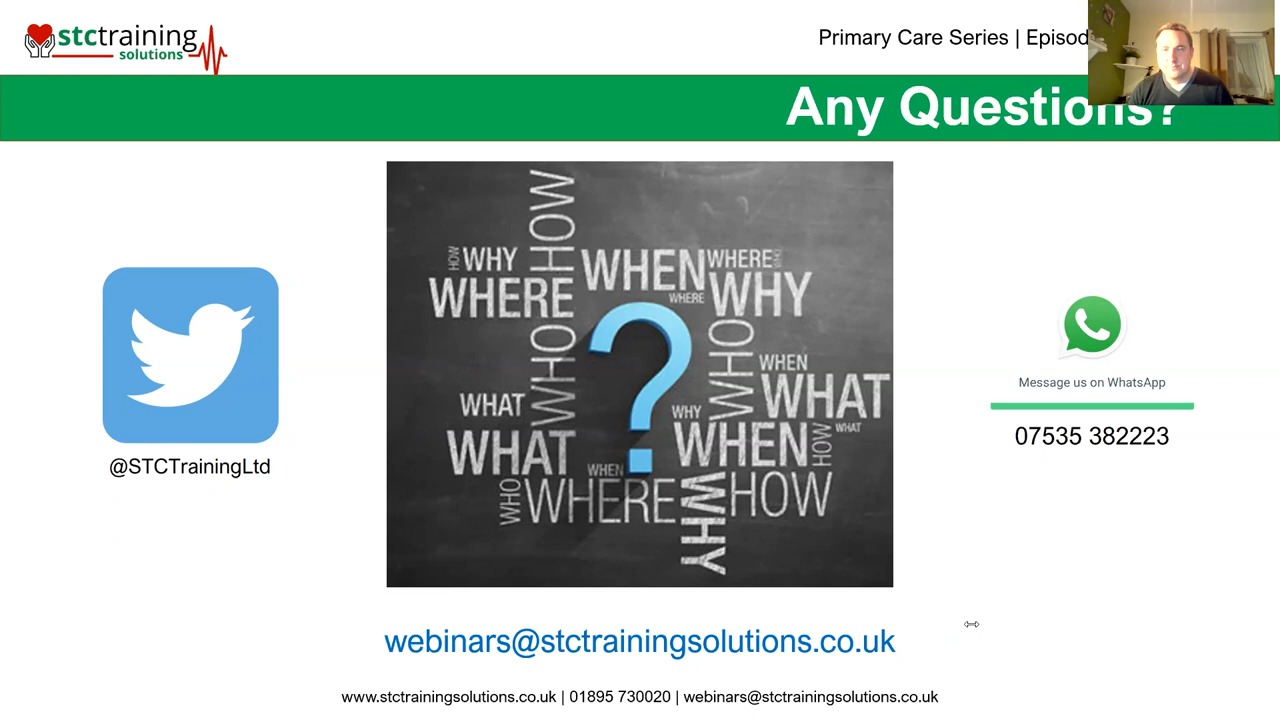 stctraining
solutions
Primary Care Series | Episod
Any Questions?
HOW
HOW
WHY
WHEN
WHERE
WHERE
WHERE
WHY
WHO
WHO
WHEN
WHAT
WHAT
WHY
WHAT
WHAT
WHEN
HOW
WHEN
WHO
WHERE
WHY
HOW
@STCTrainingLtd
Message us on WhatsApp
07535 382223
webinars@stctrainingsolutions.co.uk
www.stctrainingsolutions.co.uk | 01895 730020 | webinars@stctrainingsolutions.co.uk